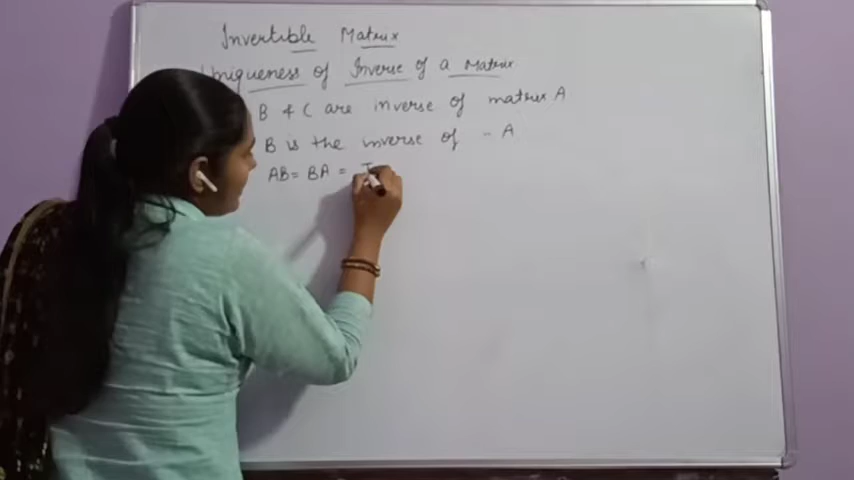 Invertible Matrix
Uniqueness of Inverse of a Matrix
B & C are inverse of matrix A
B is the inverse of - A
AB = BA = I